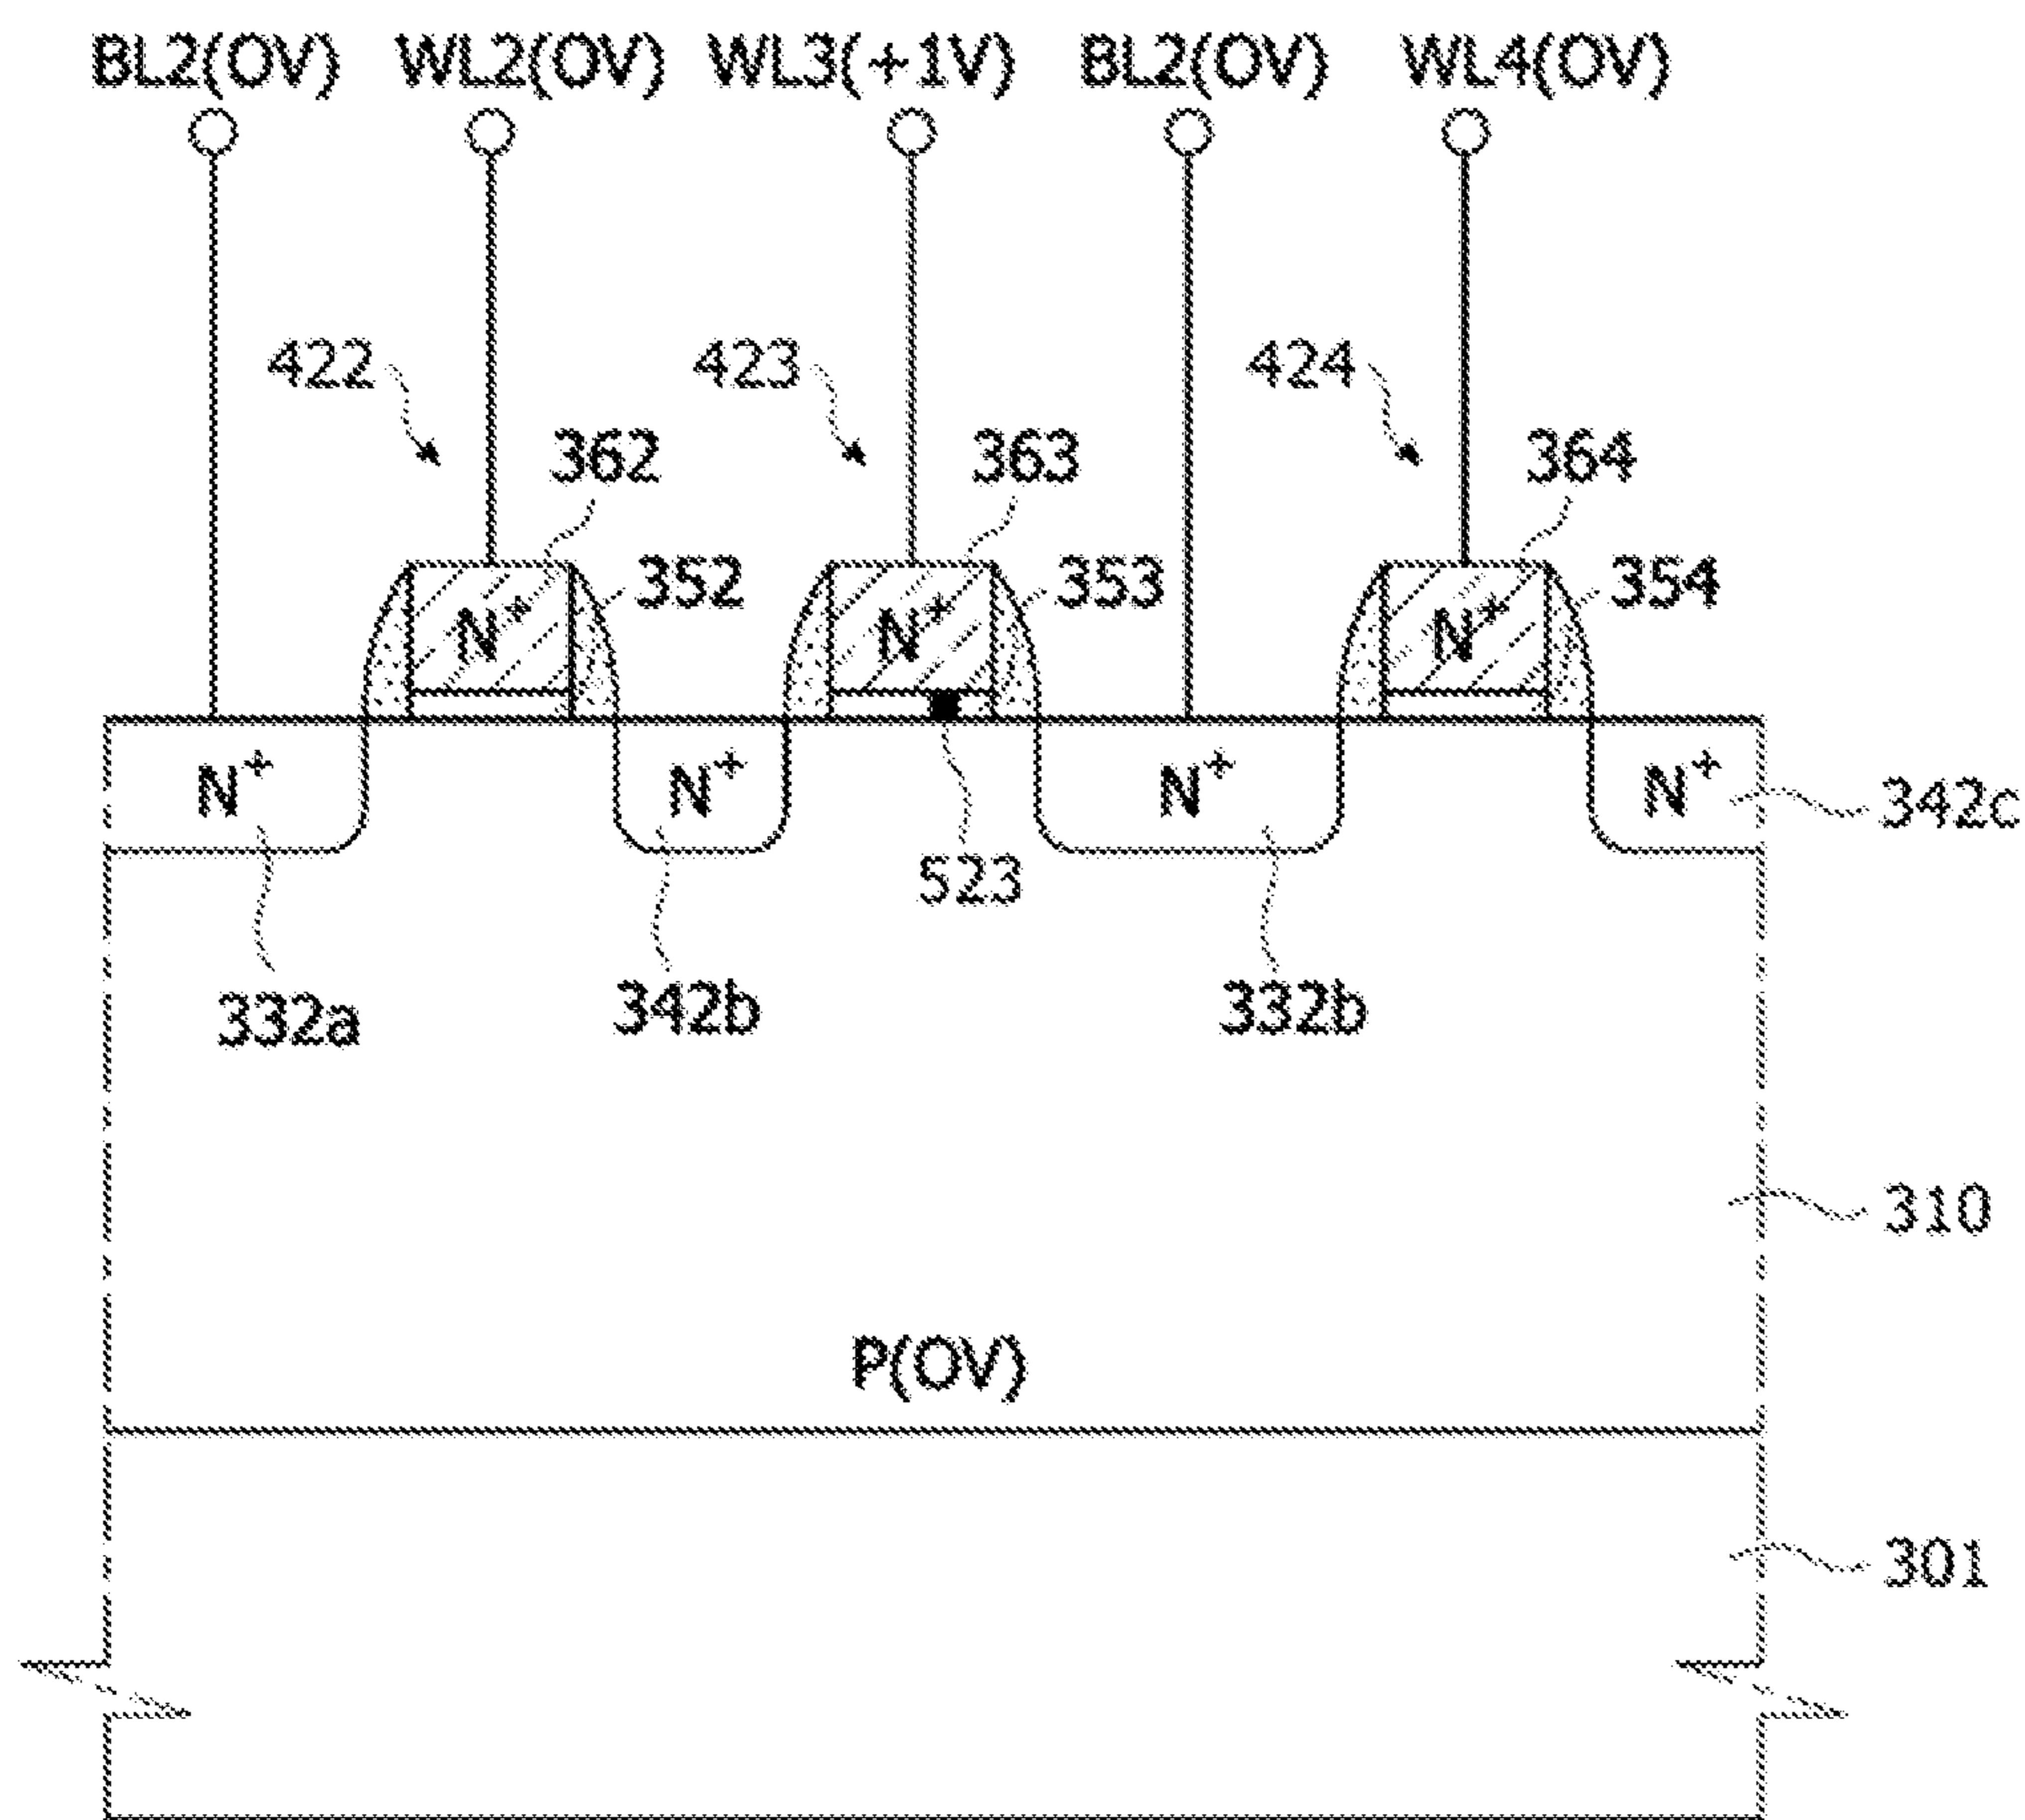 BL2(0V) WL2(0V) WL3(+1V) BL2(0V) WL4(0V)
422 423 424
362 363 364
352 353 354
N+ N+ N+
N+ N+ N+ N+ 342c
523
332a 342b 332b
310
P(0V)
301